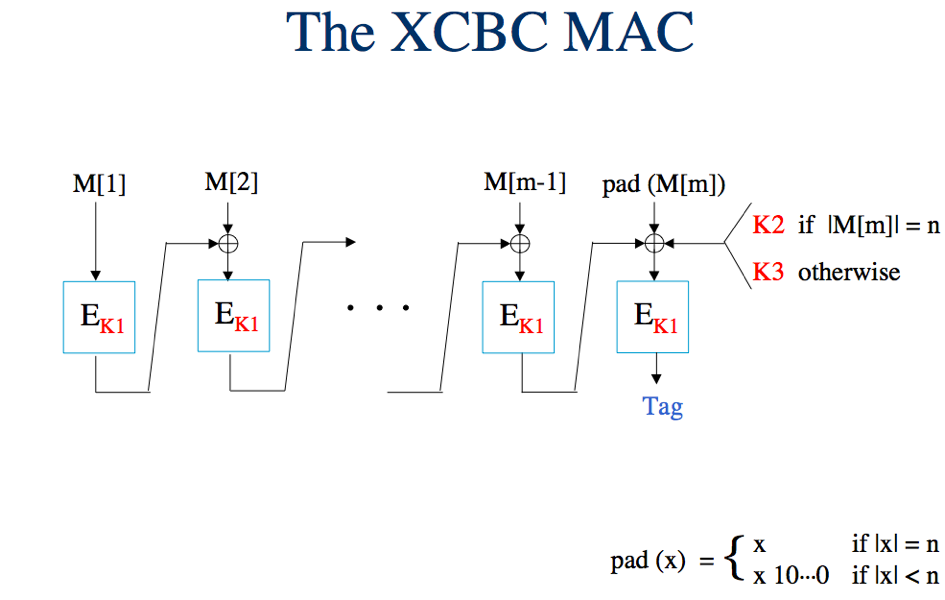 The XCBC MAC
M[1] M[2] M[m-1] pad (M[m])
K2 if |M[m]| = n
K3 otherwise
E K1 E K1 • • • E K1 E K1
Tag
pad (x) = { x if |x| = n
x 10···0 if |x| < n